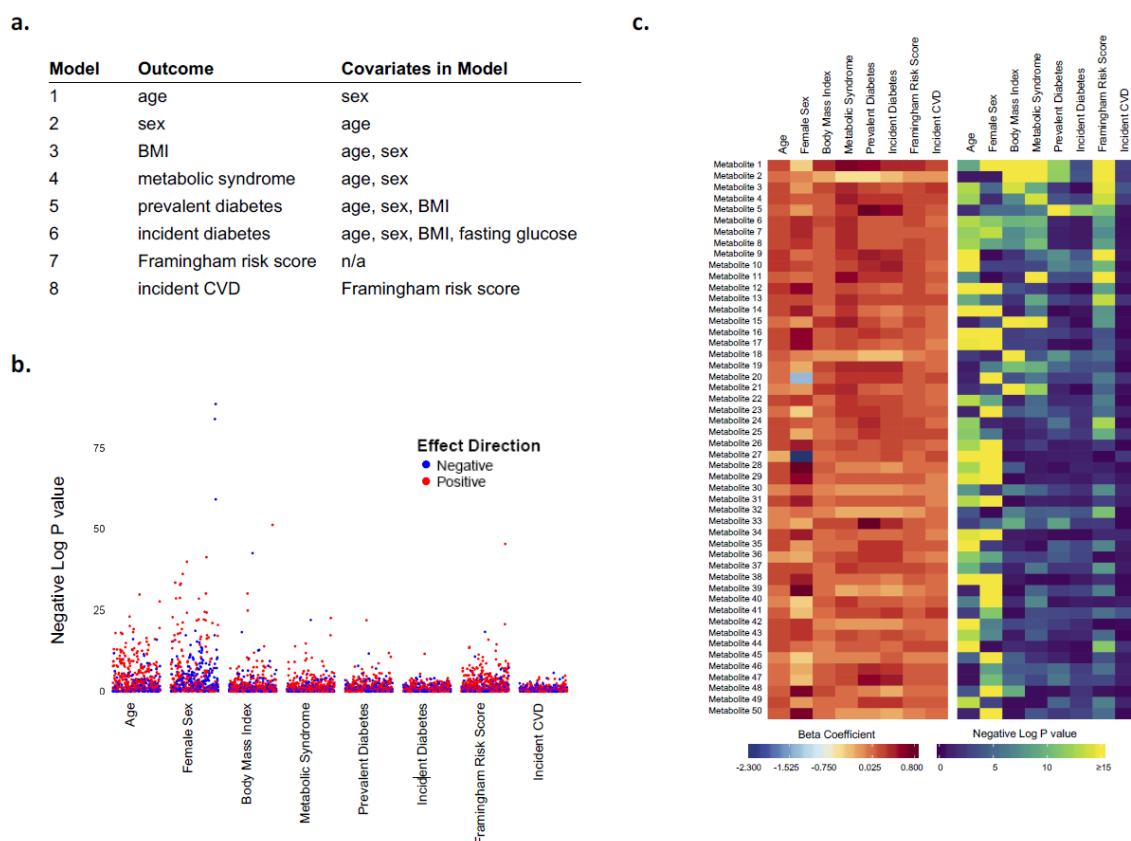 a.
Model Outcome Covariates in Model
1 age sex
2 sex age
3 BMI age, sex
4 metabolic syndrome age, sex
5 prevalent diabetes age, sex, BMI
6 incident diabetes age, sex, BMI, fasting glucose
7 Framingham risk score n/a
8 incident CVD Framingham risk score
b.
Negative Log P value
75
50
25
0
Effect Direction
Negative
Positive
Age
Female Sex
Body Mass Index
Metabolic Syndrome
Prevalent Diabetes
Incident Diabetes
Framingham Risk Score
Incident CVD
c.
Age
Female Sex
Body Mass Index
Metabolic Syndrome
Prevalent Diabetes
Incident Diabetes
Framingham Risk Score
Incident CVD
Age
Female Sex
Body Mass Index
Metabolic Syndrome
Prevalent Diabetes
Incident Diabetes
Framingham Risk Score
Incident CVD
Metabolite 1
Metabolite 2
Metabolite 3
Metabolite 4
Metabolite 5
Metabolite 6
Metabolite 7
Metabolite 8
Metabolite 9
Metabolite 10
Metabolite 11
Metabolite 12
Metabolite 13
Metabolite 14
Metabolite 15
Metabolite 16
Metabolite 17
Metabolite 18
Metabolite 19
Metabolite 20
Metabolite 21
Metabolite 22
Metabolite 23
Metabolite 24
Metabolite 25
Metabolite 26
Metabolite 27
Metabolite 28
Metabolite 29
Metabolite 30
Metabolite 31
Metabolite 32
Metabolite 33
Metabolite 34
Metabolite 35
Metabolite 36
Metabolite 37
Metabolite 38
Metabolite 39
Metabolite 40
Metabolite 41
Metabolite 42
Metabolite 43
Metabolite 44
Metabolite 45
Metabolite 46
Metabolite 47
Metabolite 48
Metabolite 49
Metabolite 50
Beta Coefficient
-2.300 -1.525 -0.750 0.025 0.800
Negative Log P value
0 5 10 ≥15